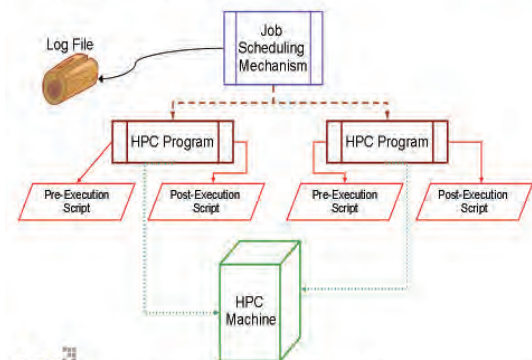 Log File
Job
Scheduling
Mechanism
HPC Program
HPC Program
Pre-Execution
Script
Post-Execution
Script
Pre-Execution
Script
Post-Execution
Script
HPC
Machine